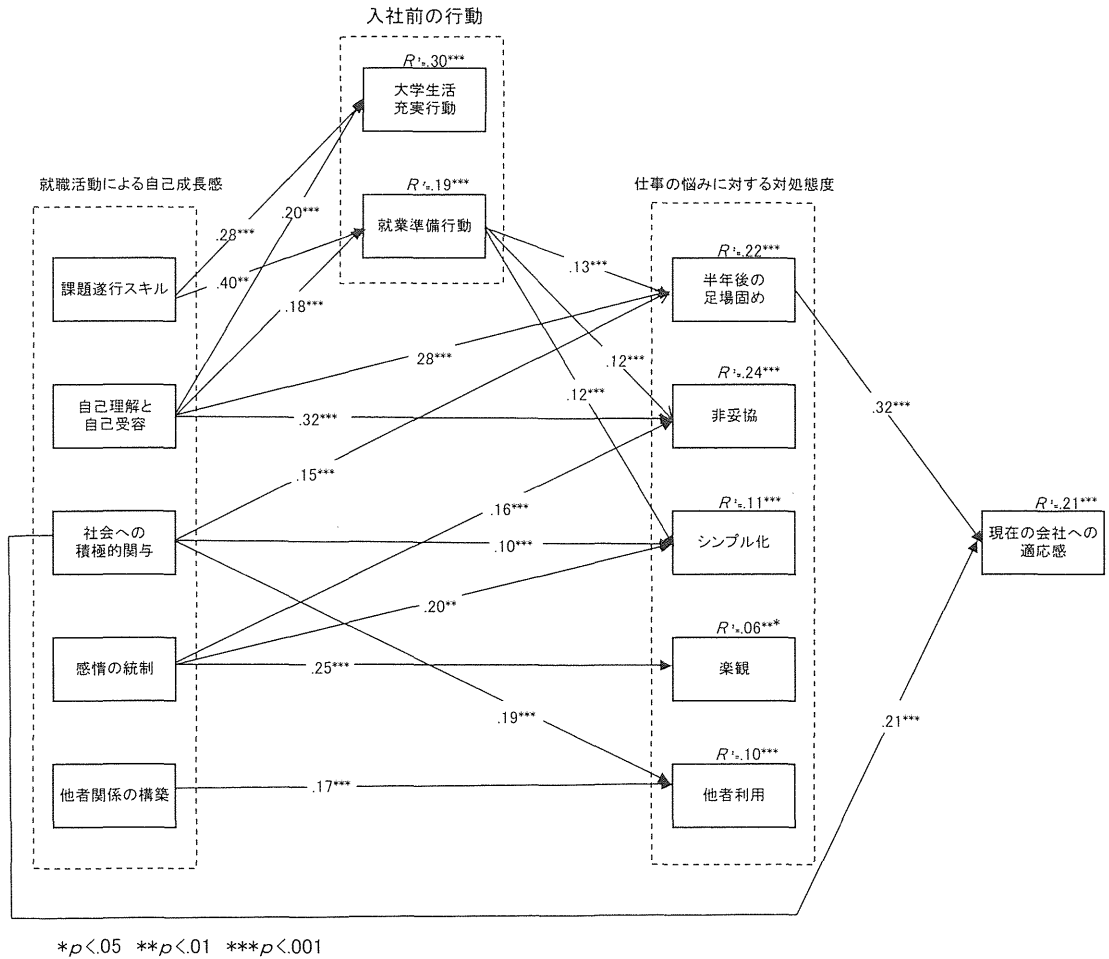 入社前の行動
R²=.30***
大学生活
充実行動
就職活動による自己成長感
R²=.19***
就業準備行動
仕事の悩みに対する対処態度
.28***
.20***
.40**
.18***
.13***
課題遂行スキル
R²=.22***
半年後の
足場固め
28***
.12***
.12***
R²=.24***
非妥協
.32***
自己理解と
自己受容
.32***
.15***
.16***
社会への
積極的関与
.10***
R²=.11***
シンプル化
R²=.21***
現在の会社への
適応感
.20**
感情の統制
.25***
R²=.06***
楽観
.19***
.21***
他者関係の構築
.17***
R²=.10***
他者利用
*p<.05 **p<.01 ***p<.001